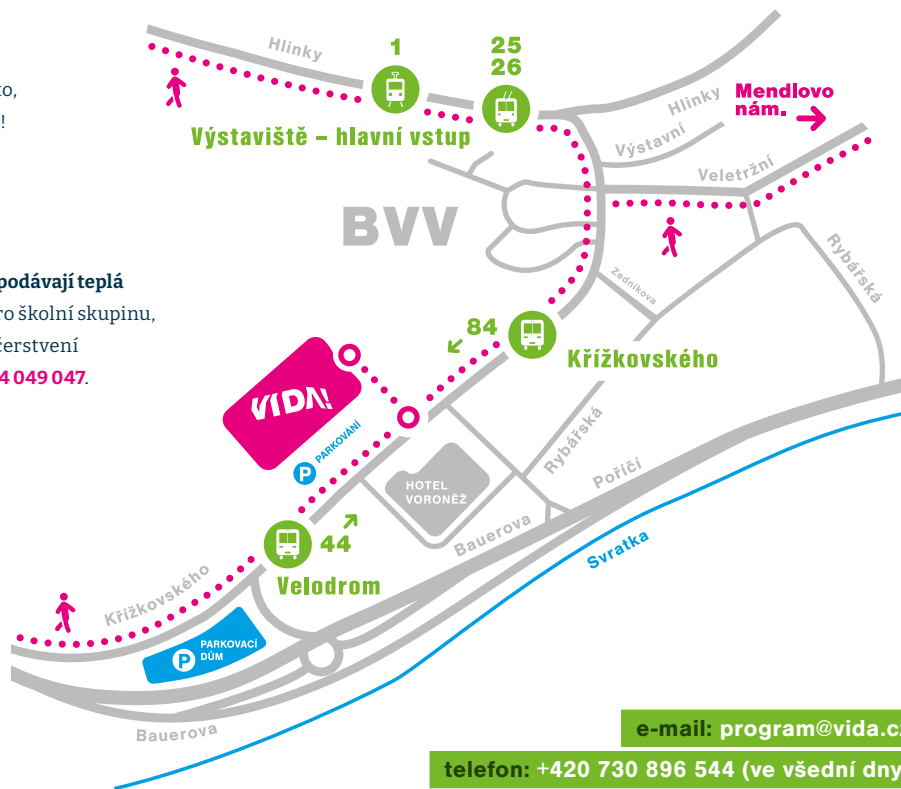 to,
!
podávají teplá
ro školní skupinu,
čerstvení
4 049 047.
Hlinky
1
25
26
Výstaviště – hlavní vstup
Mendlovo
nám.
Hlinky
Výstavní
Veletržní
BVV
Rybářská
Zedníkova
84
Křížkovského
VIDA!
P
PARKOVÁNÍ
HOTEL
VORONĚŽ
Rybářská
Poříčí
44
Bauerova
Svratka
Velodrom
Křížkovského
P
PARKOVACÍ
DŮM
Bauerova
e-mail: program@vida.cz
telefon: +420 730 896 544 (ve všední dny